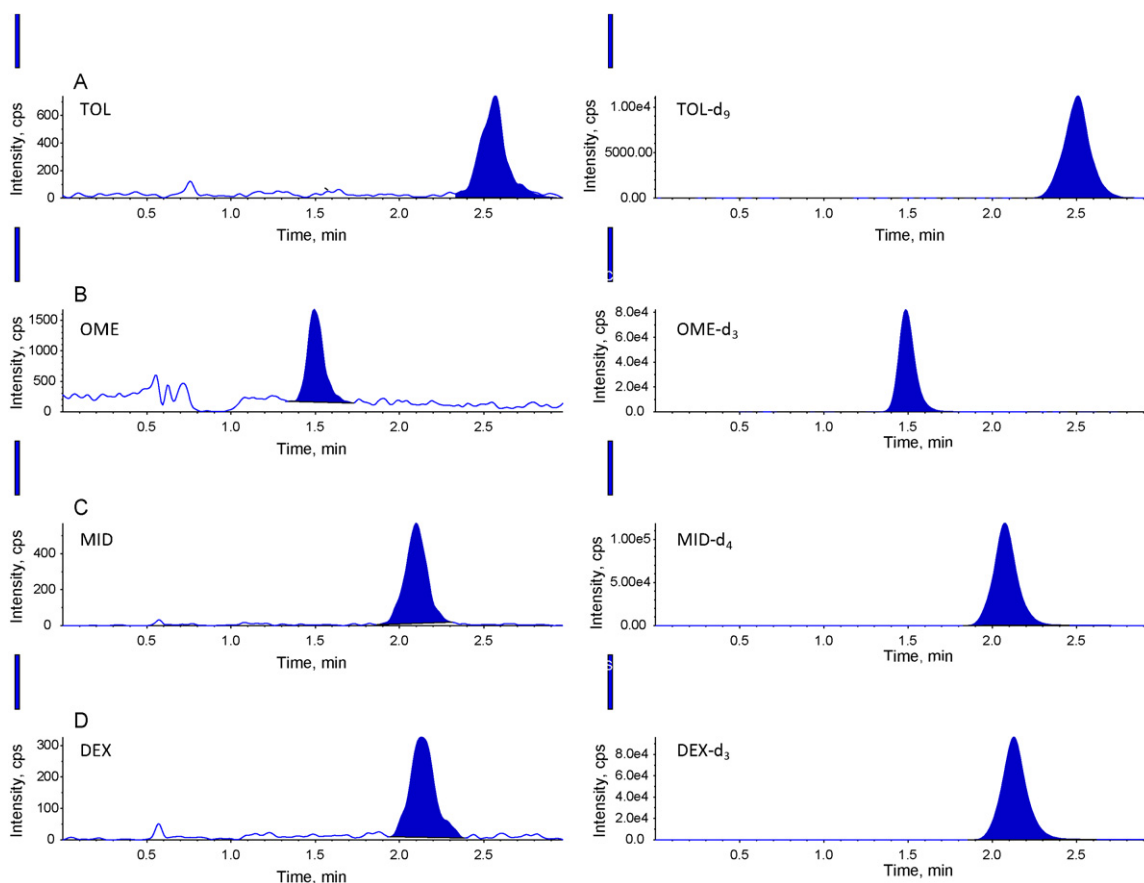 A
TOL
Intensity, cps
600
400
200
0
0.5 1.0 1.5 2.0 2.5
Time, min
TOL-d₉
Intensity, cps
1.00e4
5000.00
0.00
0.5 1.0 1.5 2.0 2.5
Time, min
B
OME
Intensity, cps
1500
1000
500
0
0.5 1.0 1.5 2.0 2.5
Time, min
OME-d₃
Intensity, cps
8.0e4
6.0e4
4.0e4
2.0e4
0.0
0.5 1.0 1.5 2.0 2.5
Time, min
C
MID
Intensity, cps
400
200
0
0.5 1.0 1.5 2.0 2.5
Time, min
MID-d₄
Intensity, cps
1.00e5
5.00e4
0.00
0.5 1.0 1.5 2.0 2.5
Time, min
D
DEX
Intensity, cps
300
200
100
0
0.5 1.0 1.5 2.0 2.5
Time, min
DEX-d₃
Intensity, cps
8.0e4
6.0e4
4.0e4
2.0e4
0.0
0.5 1.0 1.5 2.0 2.5
Time, min